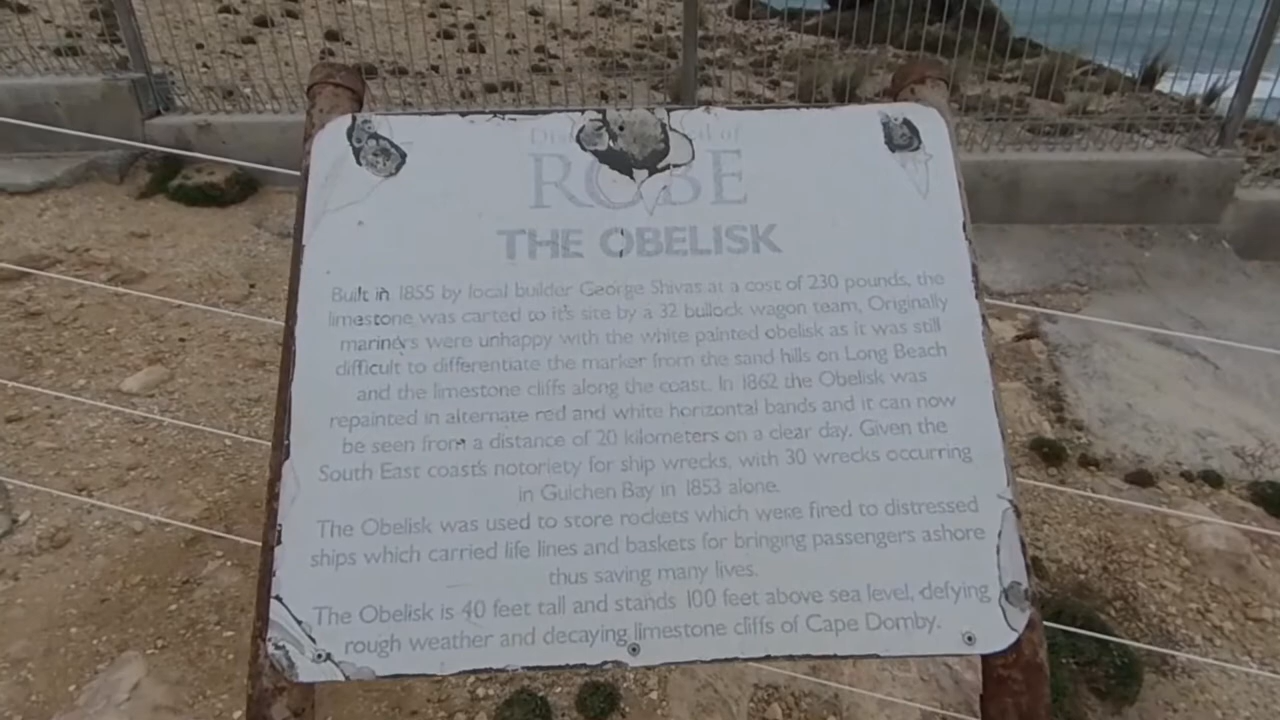 ROBE
THE OBELISK
Built in 1855 by local builder George Shivas at a cost of 230 pounds, the
limestone was carted to it's site by a 32 bullock wagon team. Originally
mariners were unhappy with the white painted obelisk as it was still
difficult to differentiate the marker from the sand hills on Long Beach
and the limestone cliffs along the coast. In 1862 the Obelisk was
repainted in alternate red and white horizontal bands and it can now
be seen from a distance of 20 kilometers on a clear day. Given the
South East coast's notoriety for ship wrecks, with 30 wrecks occurring
in Guichen Bay in 1853 alone.
The Obelisk was used to store rockets which were fired to distressed
ships which carried life lines and baskets for bringing passengers ashore
thus saving many lives.
The Obelisk is 40 feet tall and stands 100 feet above sea level, defying
rough weather and decaying limestone cliffs of Cape Domby.